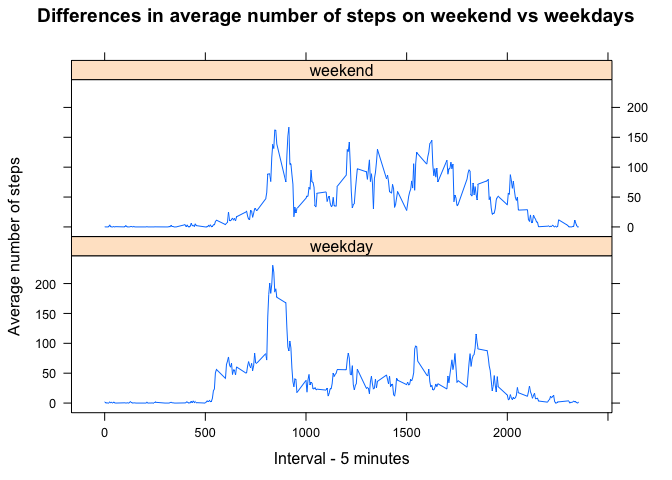 Differences in average number of steps on weekend vs weekdays
weekend
200
150
100
50
0
weekday
200
150
100
50
0
Average number of steps
0 500 1000 1500 2000
Interval - 5 minutes